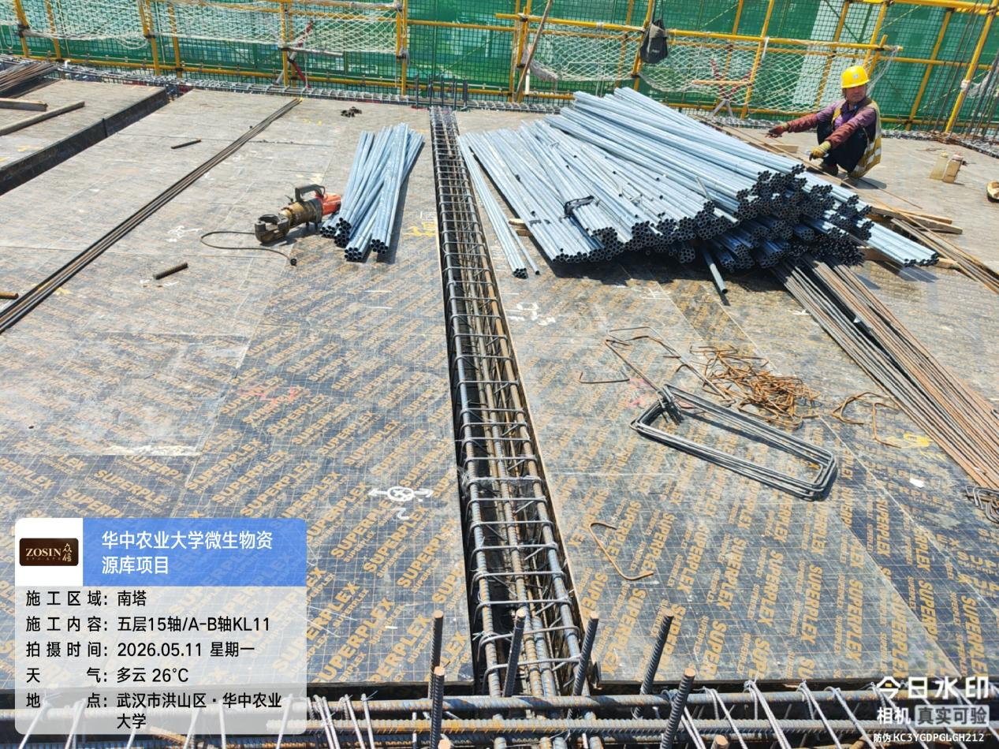 SUPERPLEX
ZOSIN 众信
华中农业大学微生物资
源库项目
施工区域：南塔
施工内容：五层15轴/A-B轴KL11
拍摄时间：2026.05.11 星期一
天气：多云 26°C
地点：武汉市洪山区·华中农业
大学
今日水印
相机 真实可验
防伪 KC3YGDPGLGH212